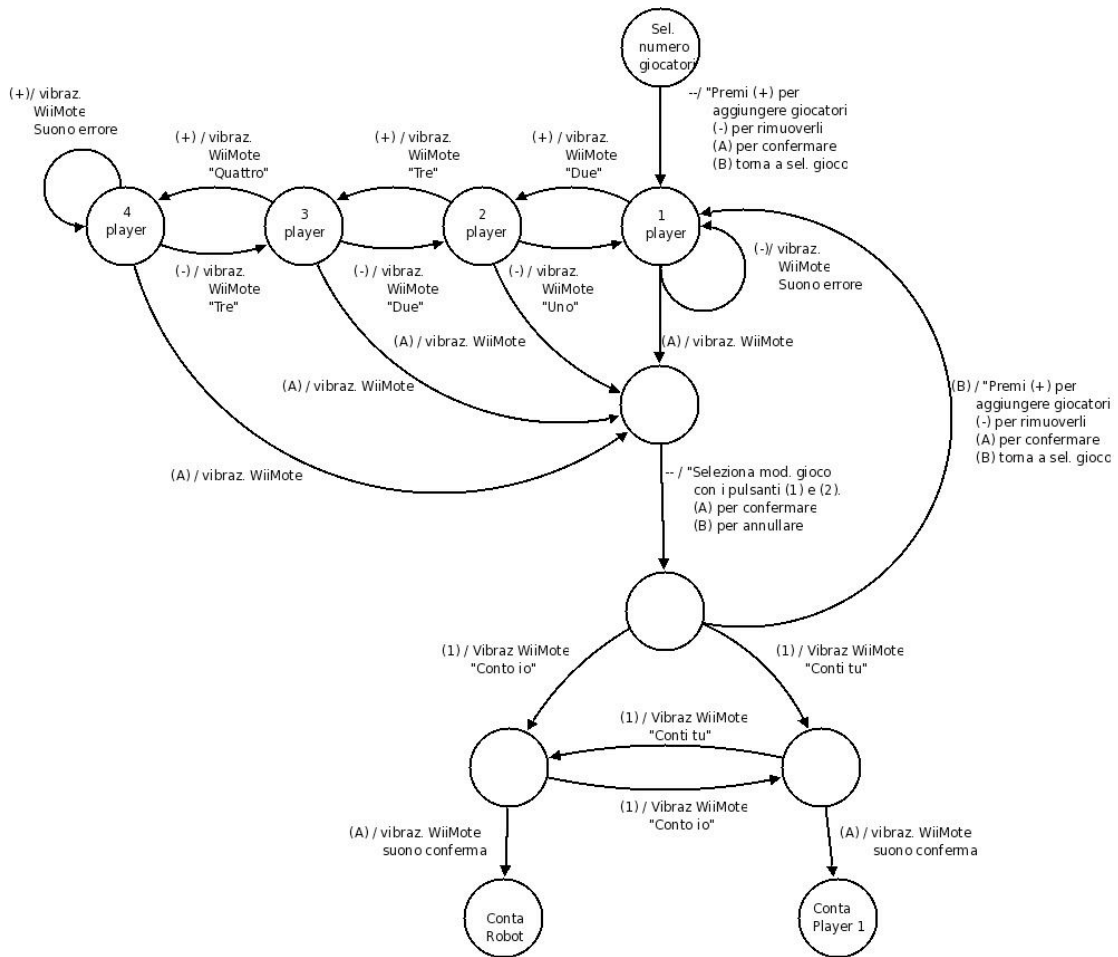 Sel.
numero
giocatori
--/ "Premi (+) per
aggiungere giocatori
(-) per rimuoverli
(A) per confermare
(B) torna a sel. gioco
(+)/ vibraz.
WiiMote
Suono errore
(+) / vibraz.
WiiMote
"Quattro"
(+) / vibraz.
WiiMote
"Tre"
(+) / vibraz.
WiiMote
"Due"
4
player
3
player
2
player
1
player
(-) / vibraz.
WiiMote
"Tre"
(-) / vibraz.
WiiMote
"Due"
(-) / vibraz.
WiiMote
"Uno"
(-)/ vibraz.
WiiMote
Suono errore
(A) / vibraz. WiiMote
(A) / vibraz. WiiMote
(A) / vibraz. WiiMote
(B) / "Premi (+) per
aggiungere giocatori
(-) per rimuoverli
(A) per confermare
(B) torna a sel. gioco
-- / "Seleziona mod. gioco
con i pulsanti (1) e (2).
(A) per confermare
(B) per annullare
(1) / Vibraz WiiMote
"Conto io"
(1) / Vibraz WiiMote
"Conti tu"
(1) / Vibraz WiiMote
"Conti tu"
(1) / Vibraz WiiMote
"Conto io"
(A) / vibraz. WiiMote
suono conferma
(A) / vibraz. WiiMote
suono conferma
Conta
Robot
Conta
Player 1